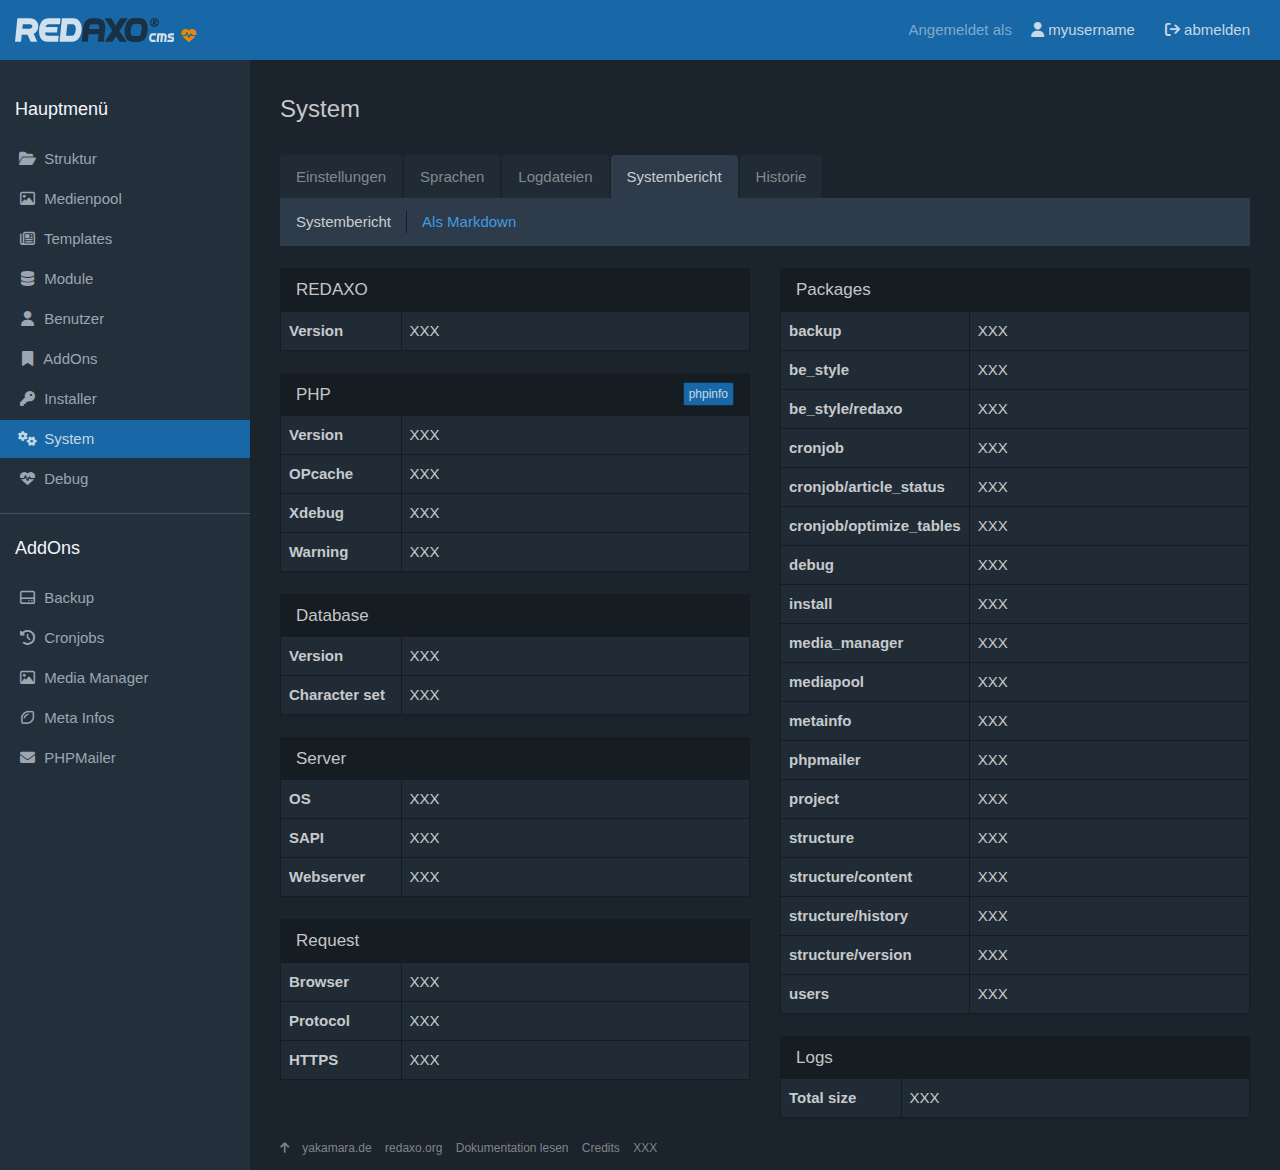 REDAXO® cms
Angemeldet als myusername abmelden
Hauptmenü
Struktur
Medienpool
Templates
Module
Benutzer
AddOns
Installer
System
Debug
AddOns
Backup
Cronjobs
Media Manager
Meta Infos
PHPMailer
System
Einstellungen Sprachen Logdateien Systembericht Historie
Systembericht Als Markdown
REDAXO
Version XXX
PHP phpinfo
Version XXX
OPcache XXX
Xdebug XXX
Warning XXX
Database
Version XXX
Character set XXX
Server
OS XXX
SAPI XXX
Webserver XXX
Request
Browser XXX
Protocol XXX
HTTPS XXX
Packages
backup XXX
be_style XXX
be_style/redaxo XXX
cronjob XXX
cronjob/article_status XXX
cronjob/optimize_tables XXX
debug XXX
install XXX
media_manager XXX
mediapool XXX
metainfo XXX
phpmailer XXX
project XXX
structure XXX
structure/content XXX
structure/history XXX
structure/version XXX
users XXX
Logs
Total size XXX
yakamara.de redaxo.org Dokumentation lesen Credits XXX